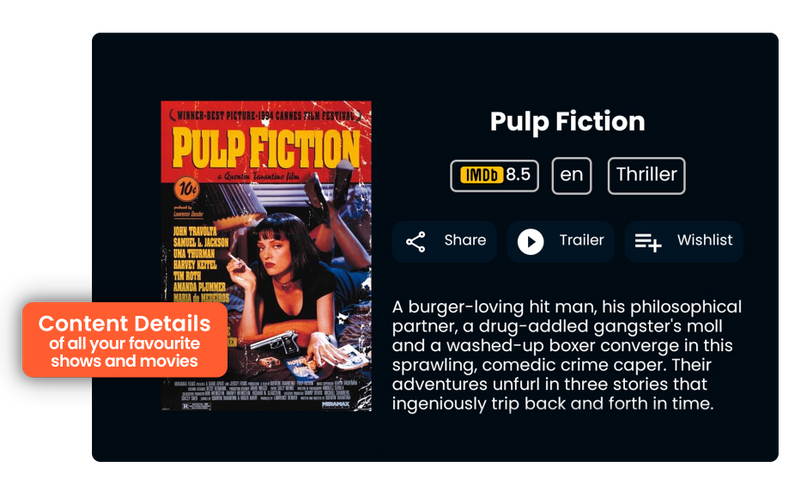 WINNER-BEST PICTURE-1994 CANNES FILM FESTIVAL
PULP FICTION
a Quentin Tarantino film
10¢
produced by
Lawrence Bender
JOHN TRAVOLTA
SAMUEL L. JACKSON
UMA THURMAN
HARVEY KEITEL
TIM ROTH
AMANDA PLUMMER
MARIA de MEDEIROS
MIRAMAX
Pulp Fiction
IMDb 8.5
en
Thriller
Share
Trailer
Wishlist
A burger-loving hit man, his philosophical
partner, a drug-addled gangster's moll
and a washed-up boxer converge in this
sprawling, comedic crime caper. Their
adventures unfurl in three stories that
ingeniously trip back and forth in time.
Content Details
of all your favourite
shows and movies